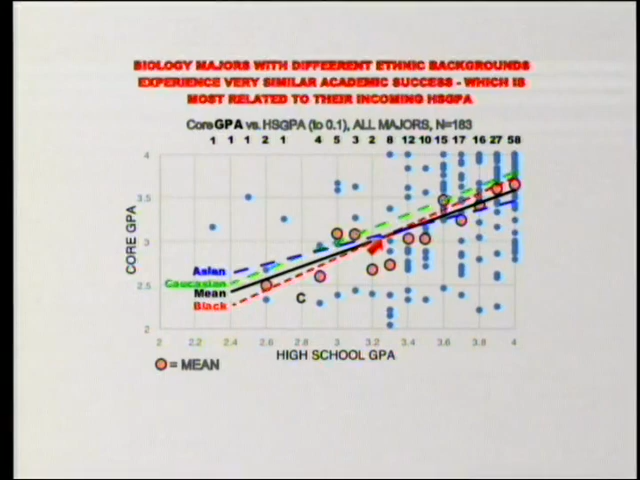 BIOLOGY MAJORS WITH DIFFEERENT ETHNIC BACKGROUNDS
EXPERIENCE VERY SIMILAR ACADEMIC SUCCESS - WHICH IS
MOST RELATED TO THEIR INCOMING HSGPA
Core GPA vs. HSGPA (to 0.1), ALL MAJORS, N=183
1 1 1 2 1 4 5 3 2 8 12 10 15 17 16 27 58
4
3.5
3
2.5
2
CORE GPA
Asian
Caucasian
Mean
Black
C
2 2.2 2.4 2.6 2.8 3 3.2 3.4 3.6 3.8 4
HIGH SCHOOL GPA
= MEAN